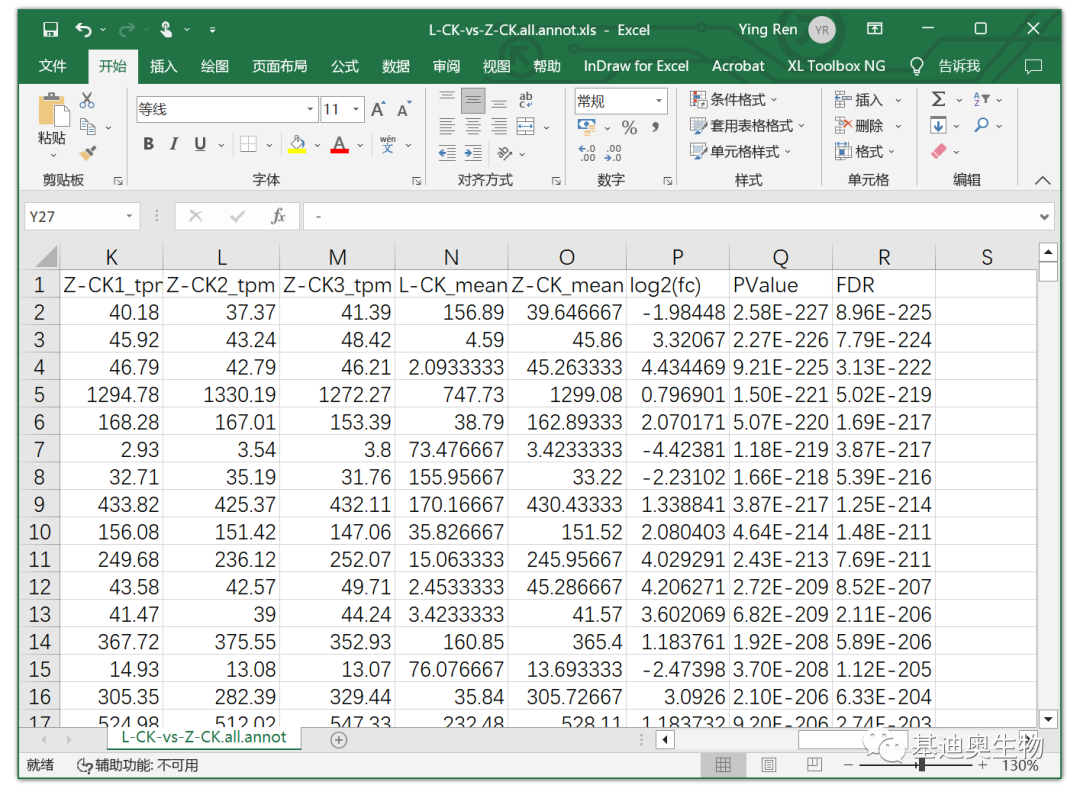 L-CK-vs-Z-CK.all.annot.xls - Excel Ying Ren YR
文件 开始 插入 绘图 页面布局 公式 数据 审阅 视图 帮助 InDraw for Excel Acrobat XL Toolbox NG 告诉我
粘贴 等线 11 A A ab 常规 条件格式 插入 Σ
B I U A wén 文 % 套用表格格式 删除
单元格样式 格式
剪贴板 字体 对齐方式 数字 样式 单元格 编辑
Y27 fx -
K L M N O P Q R S
1 Z-CK1_tpm Z-CK2_tpm Z-CK3_tpm L-CK_mean Z-CK_mean log2(fc) PValue FDR
2 40.18 37.37 41.39 156.89 39.646667 -1.98448 2.58E-227 8.96E-225
3 45.92 43.24 48.42 4.59 45.86 3.32067 2.27E-226 7.79E-224
4 46.79 42.79 46.21 2.0933333 45.263333 4.434469 9.21E-225 3.13E-222
5 1294.78 1330.19 1272.27 747.73 1299.08 0.796901 1.50E-221 5.02E-219
6 168.28 167.01 153.39 38.79 162.89333 2.070171 5.07E-220 1.69E-217
7 2.93 3.54 3.8 73.476667 3.4233333 -4.42381 1.18E-219 3.87E-217
8 32.71 35.19 31.76 155.95667 33.22 -2.23102 1.66E-218 5.39E-216
9 433.82 425.37 432.11 170.16667 430.43333 1.338841 3.87E-217 1.25E-214
10 156.08 151.42 147.06 35.826667 151.52 2.080403 4.64E-214 1.48E-211
11 249.68 236.12 252.07 15.063333 245.95667 4.029291 2.43E-213 7.69E-211
12 43.58 42.57 49.71 2.4533333 45.286667 4.206271 2.72E-209 8.52E-207
13 41.47 39 44.24 3.4233333 41.57 3.602069 6.82E-209 2.11E-206
14 367.72 375.55 352.93 160.85 365.4 1.183761 1.92E-208 5.89E-206
15 14.93 13.08 13.07 76.076667 13.693333 -2.47398 3.70E-208 1.12E-205
16 305.35 282.39 329.44 35.84 305.72667 3.0926 2.10E-206 6.33E-204
17 524.98 512.02 547.33 232.48 528.11 1.183732 9.20E-206 2.74E-203
L-CK-vs-Z-CK.all.annot
基迪奥生物
就绪 辅助功能: 不可用 130%